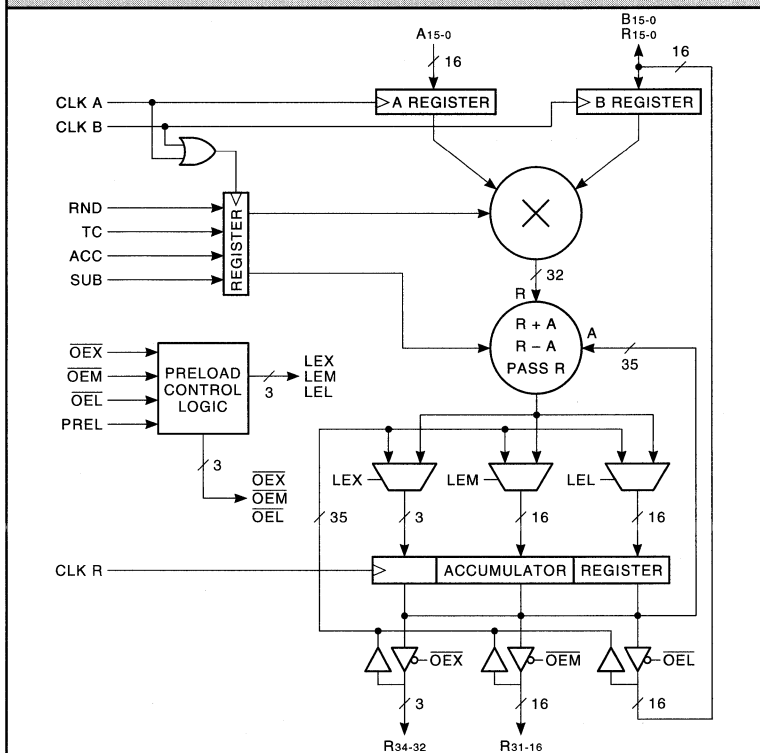 A15-0
16
B15-0
R15-0
16
CLK A
A REGISTER
B REGISTER
CLK B
RND
TC
ACC
SUB
REGISTER
32
R
R + A
R – A
PASS R
A
35
OEX
OEM
OEL
PREL
PRELOAD
CONTROL
LOGIC
3
LEX
LEM
LEL
3
OEX
OEM
OEL
LEX
LEM
LEL
35
3
16
16
CLK R
ACCUMULATOR
REGISTER
OEX
OEM
OEL
3
16
16
R34-32
R31-16